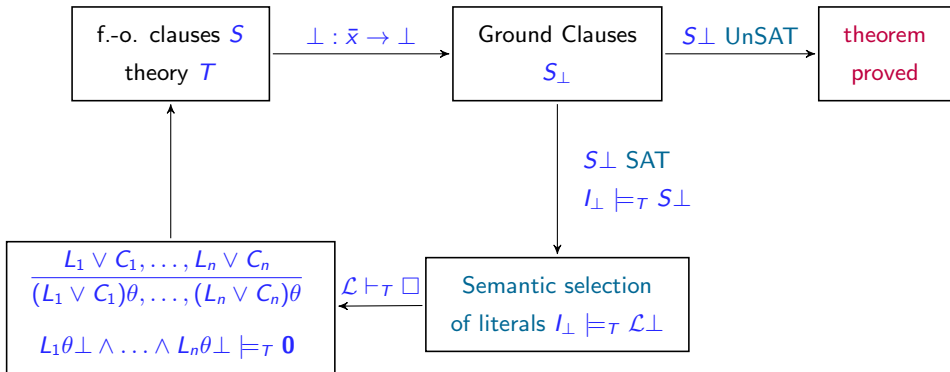 f.-o. clauses S
theory T
⊥ : x̄ → ⊥
Ground Clauses
S⊥
S⊥ UnSAT
theorem
proved
S⊥ SAT
I⊥ ⊨T S⊥
Semantic selection
of literals I⊥ ⊨T ℒ⊥
ℒ ⊢T □
L1 ∨ C1, . . . , Ln ∨ Cn
(L1 ∨ C1)θ, . . . , (Ln ∨ Cn)θ
L1θ⊥ ∧ . . . ∧ Lnθ⊥ ⊨T 0